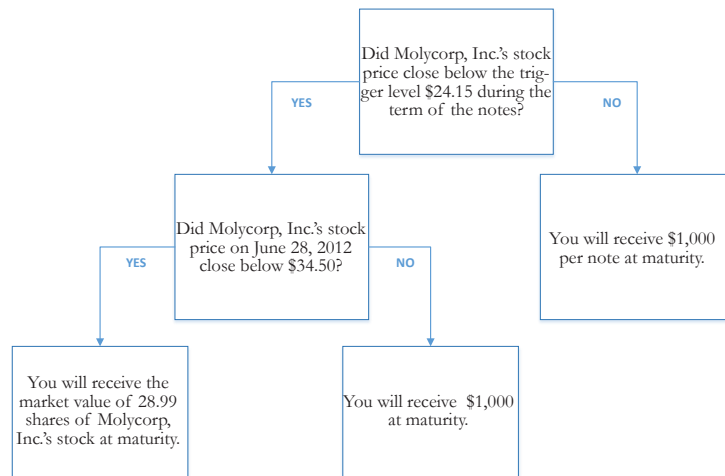 Did Molycorp, Inc.'s stock
price close below the trig-
ger level $24.15 during the
term of the notes?
YES
NO
Did Molycorp, Inc.'s stock
price on June 28, 2012
close below $34.50?
You will receive $1,000
per note at maturity.
YES
NO
You will receive the
market value of 28.99
shares of Molycorp,
Inc.'s stock at maturity.
You will receive $1,000
at maturity.